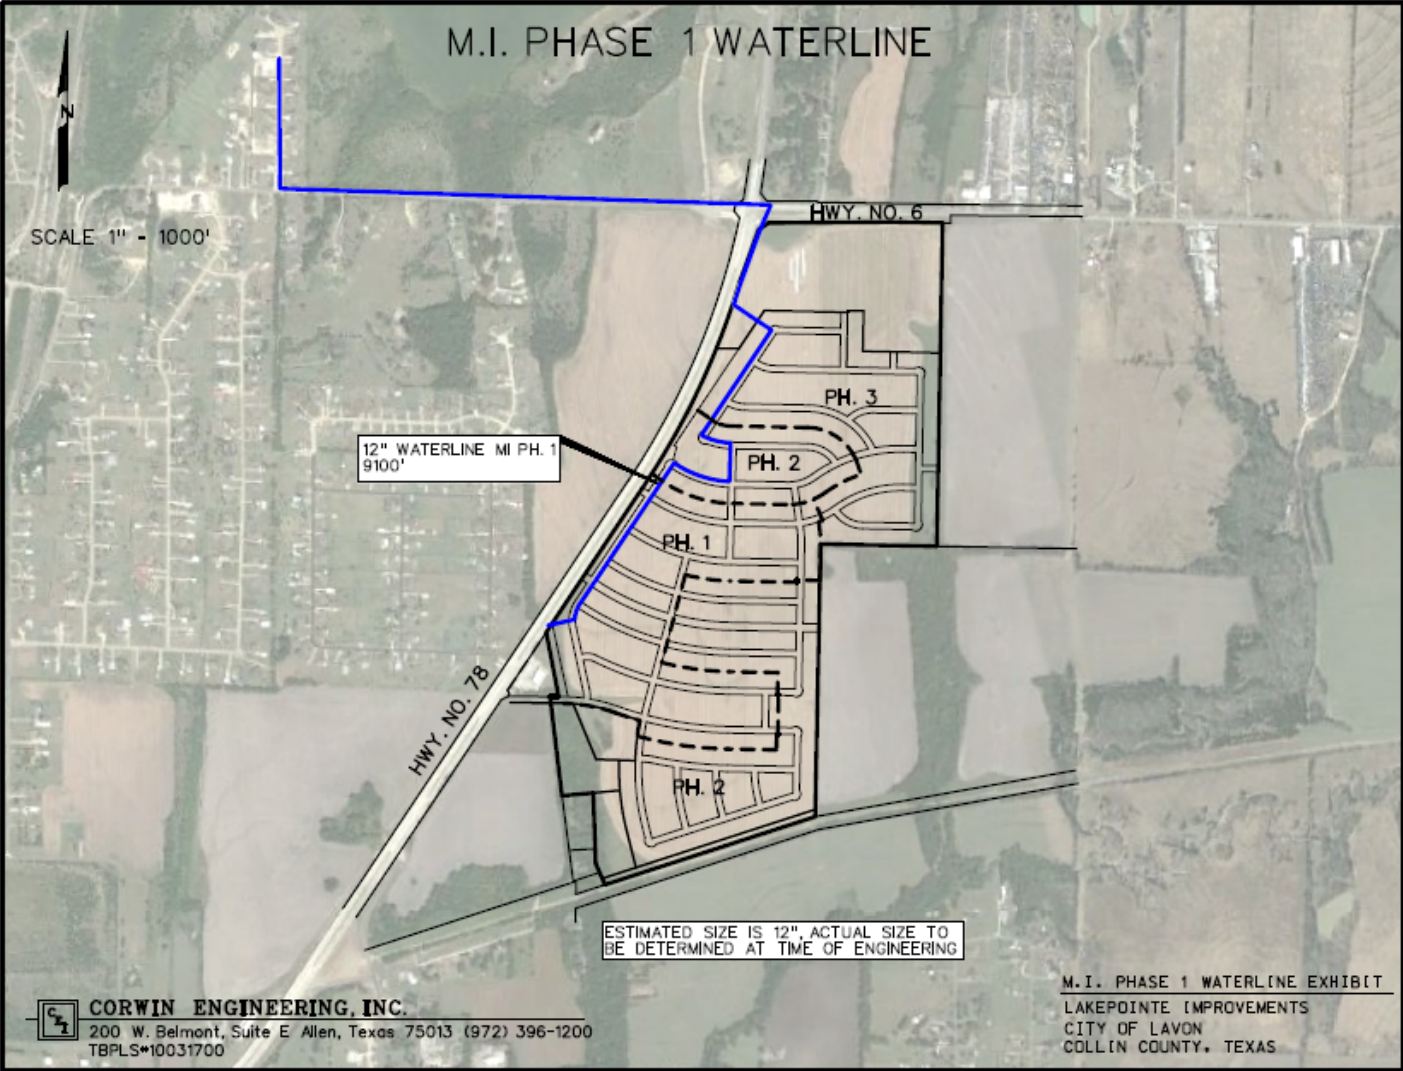 M.I. PHASE 1 WATERLINE
N
SCALE 1" - 1000'
HWY. NO. 6
PH. 3
12" WATERLINE MI PH. 1
9100'
PH. 2
PH. 1
HWY. NO. 78
PH. 2
ESTIMATED SIZE IS 12", ACTUAL SIZE TO
BE DETERMINED AT TIME OF ENGINEERING
M.I. PHASE 1 WATERLINE EXHIBIT
LAKEPOINTE IMPROVEMENTS
CITY OF LAVON
COLLIN COUNTY, TEXAS
CEI
CORWIN ENGINEERING, INC.
200 W. Belmont, Suite E Allen, Texas 75013 (972) 396-1200
TBPLS#10031700